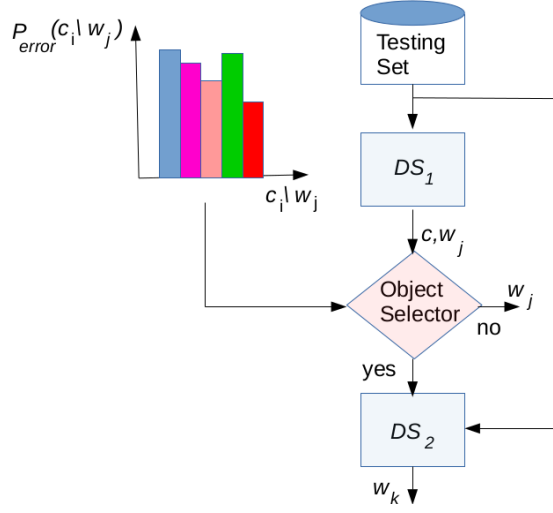 P_error(c_i\w_j)
Testing
Set
DS_1
c_i\w_j
c,w_j
Object
Selector
w_j
no
yes
DS_2
w_k